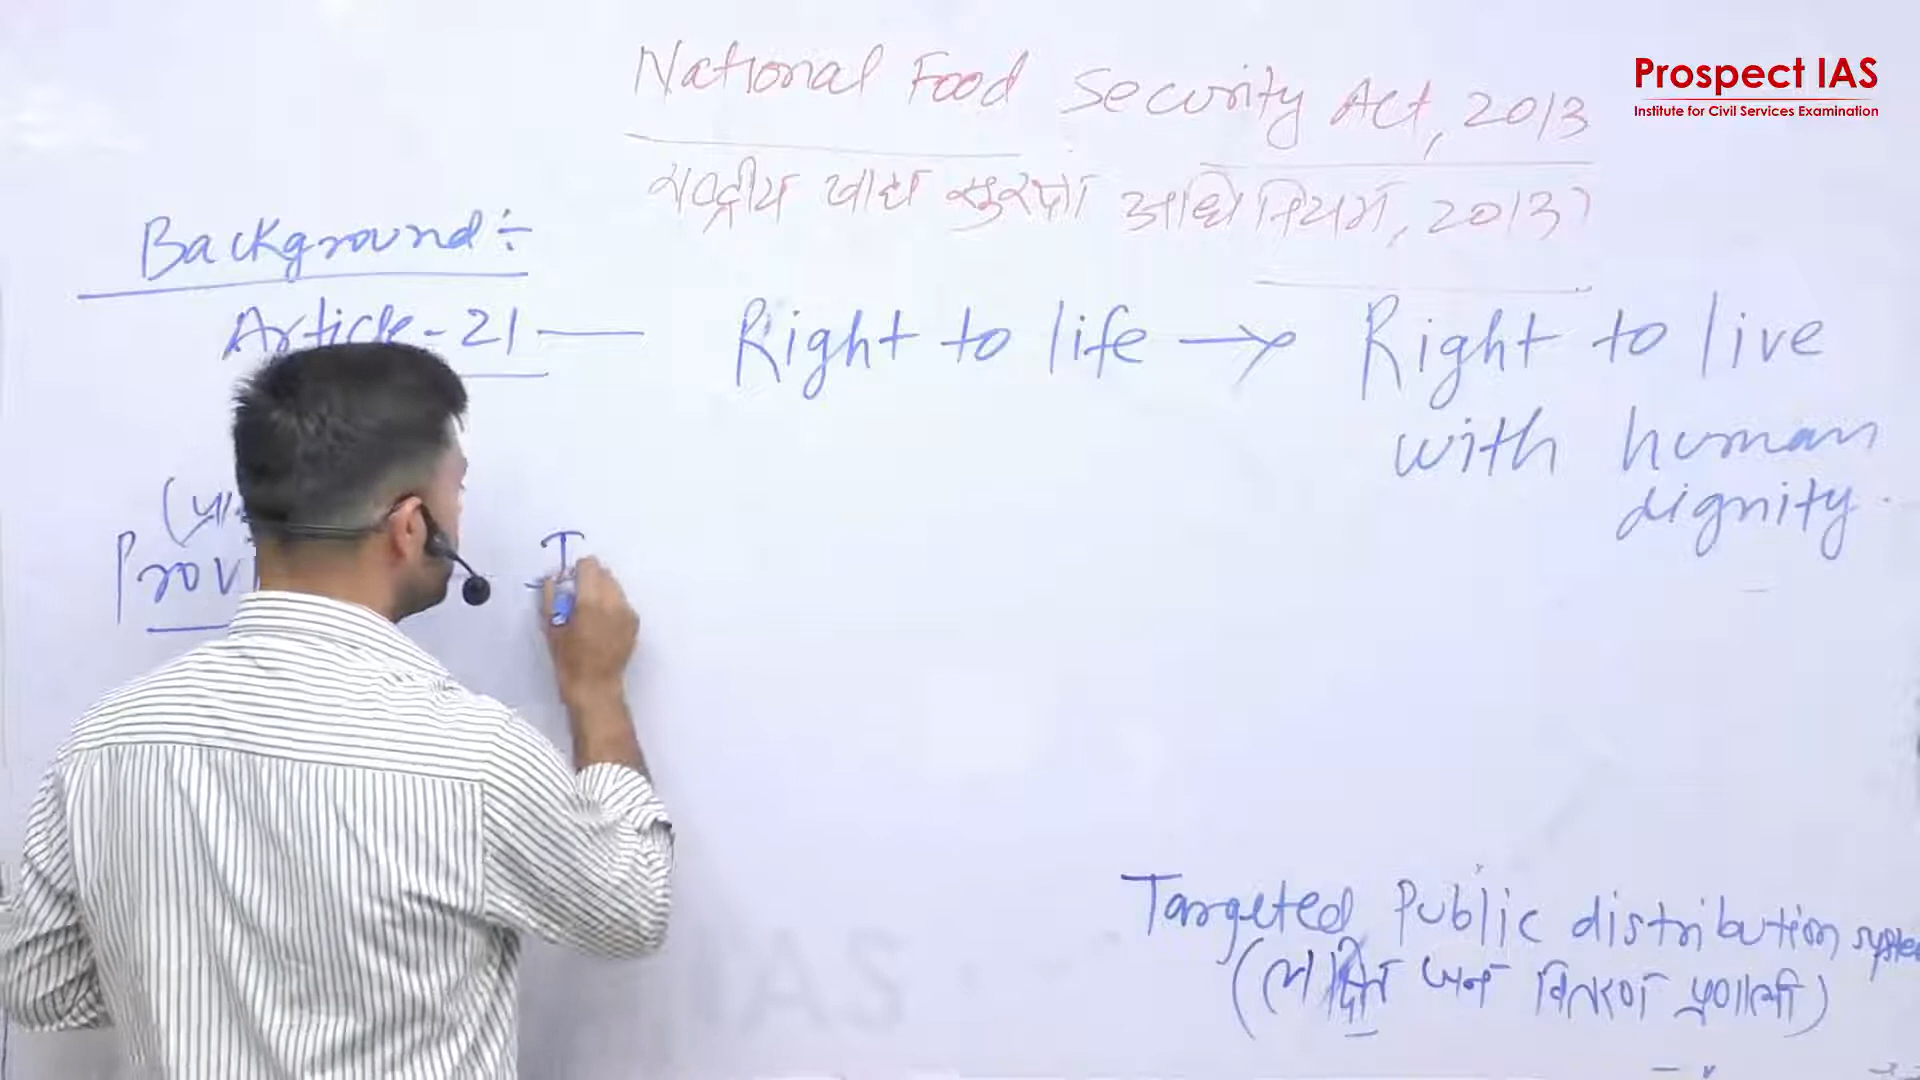 Prospect IAS
Institute for Civil Services Examination
National Food Security Act, 2013
राष्ट्रीय खाद्य सुरक्षा अधिनियम, 2013
Background÷
Article-21 — Right to life → Right to live
with human
dignity.
Targeted Public distribution system
(लक्षित जन वितरण प्रणाली)
IAS